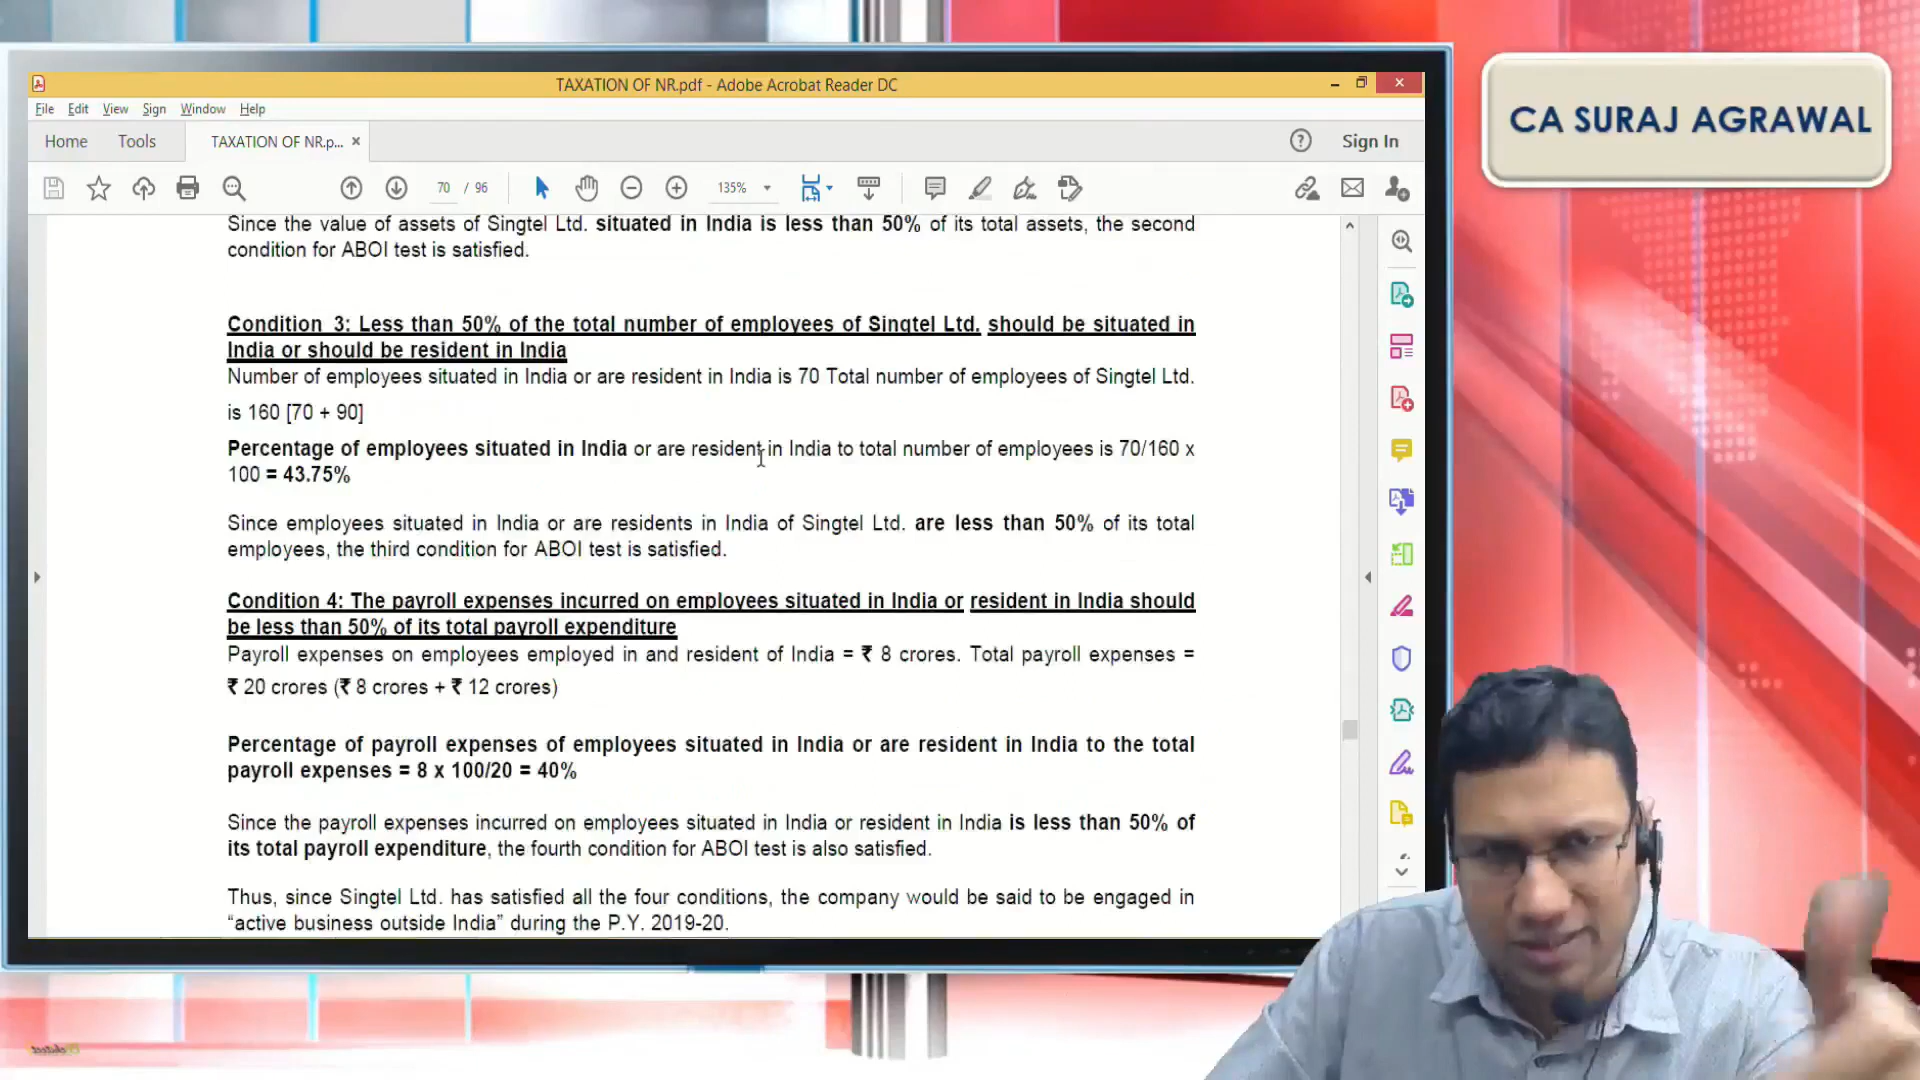 TAXATION OF NR.pdf - Adobe Acrobat Reader DC
File Edit View Sign Window Help
Home Tools TAXATION OF NR.p... × Sign In
70 / 96 135%
CA SURAJ AGRAWAL
Since the value of assets of Singtel Ltd. situated in India is less than 50% of its total assets, the second
condition for ABOI test is satisfied.
Condition 3: Less than 50% of the total number of employees of Singtel Ltd. should be situated in
India or should be resident in India
Number of employees situated in India or are resident in India is 70 Total number of employees of Singtel Ltd.
is 160 [70 + 90]
Percentage of employees situated in India or are resident in India to total number of employees is 70/160 x
100 = 43.75%
Since employees situated in India or are residents in India of Singtel Ltd. are less than 50% of its total
employees, the third condition for ABOI test is satisfied.
Condition 4: The payroll expenses incurred on employees situated in India or resident in India should
be less than 50% of its total payroll expenditure
Payroll expenses on employees employed in and resident of India = ₹ 8 crores. Total payroll expenses =
₹ 20 crores (₹ 8 crores + ₹ 12 crores)
Percentage of payroll expenses of employees situated in India or are resident in India to the total
payroll expenses = 8 x 100/20 = 40%
Since the payroll expenses incurred on employees situated in India or resident in India is less than 50% of
its total payroll expenditure, the fourth condition for ABOI test is also satisfied.
Thus, since Singtel Ltd. has satisfied all the four conditions, the company would be said to be engaged in
“active business outside India” during the P.Y. 2019-20.